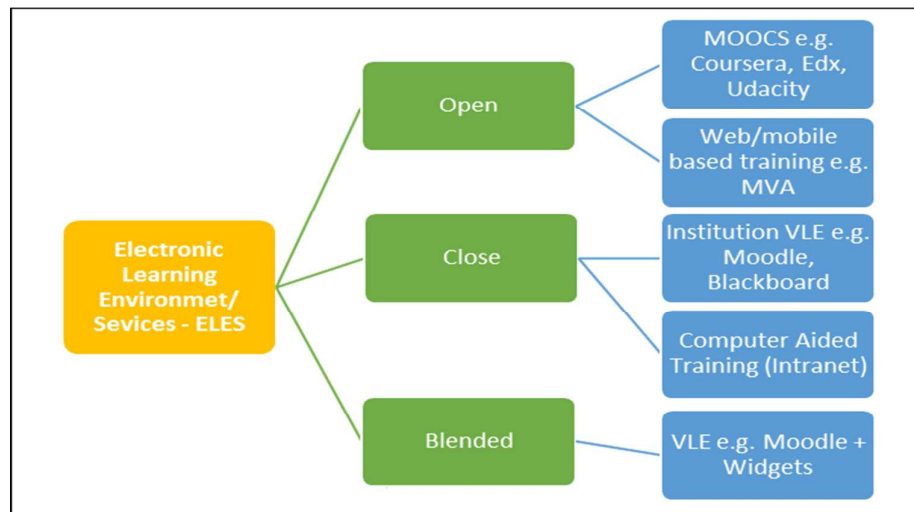 Electronic
Learning
Environmet/
Sevices - ELES
Open
Close
Blended
MOOCS e.g.
Coursera, Edx,
Udacity
Web/mobile
based training e.g.
MVA
Institution VLE e.g.
Moodle,
Blackboard
Computer Aided
Training (Intranet)
VLE e.g. Moodle +
Widgets